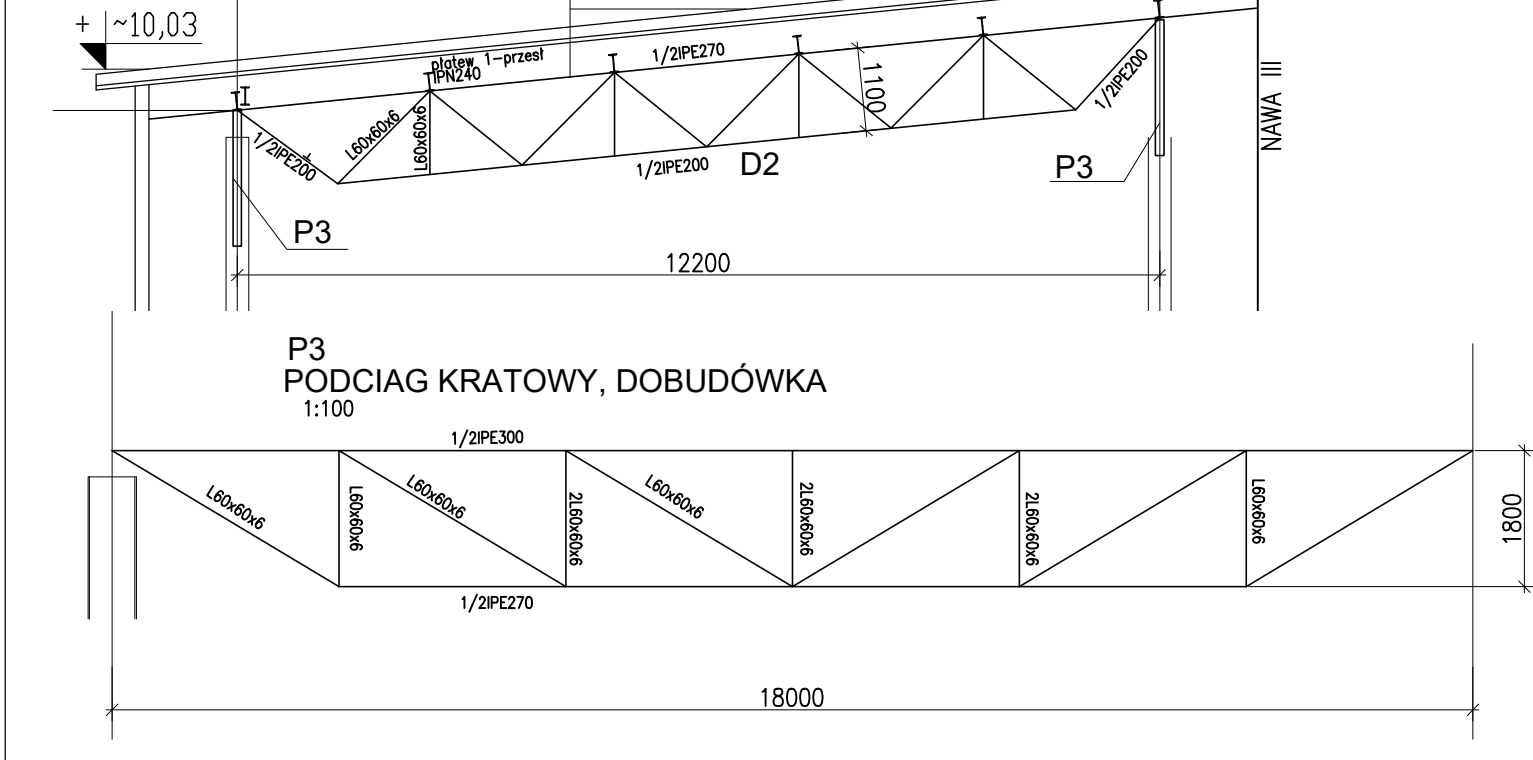 + ~10,03
płatew 1-przesł
IPN240
1/2IPE270
1100
1/2IPE200
NAWA III
1/2IPE200
L60x60x6
L60x60x6
1/2IPE200
D2
P3
P3
12200
P3
PODCIAG KRATOWY, DOBUDÓWKA
1:100
1/2IPE300
L60x60x6
L60x60x6
L60x60x6
2L60x60x6
L60x60x6
2L60x60x6
2L60x60x6
L60x60x6
1800
1/2IPE270
18000